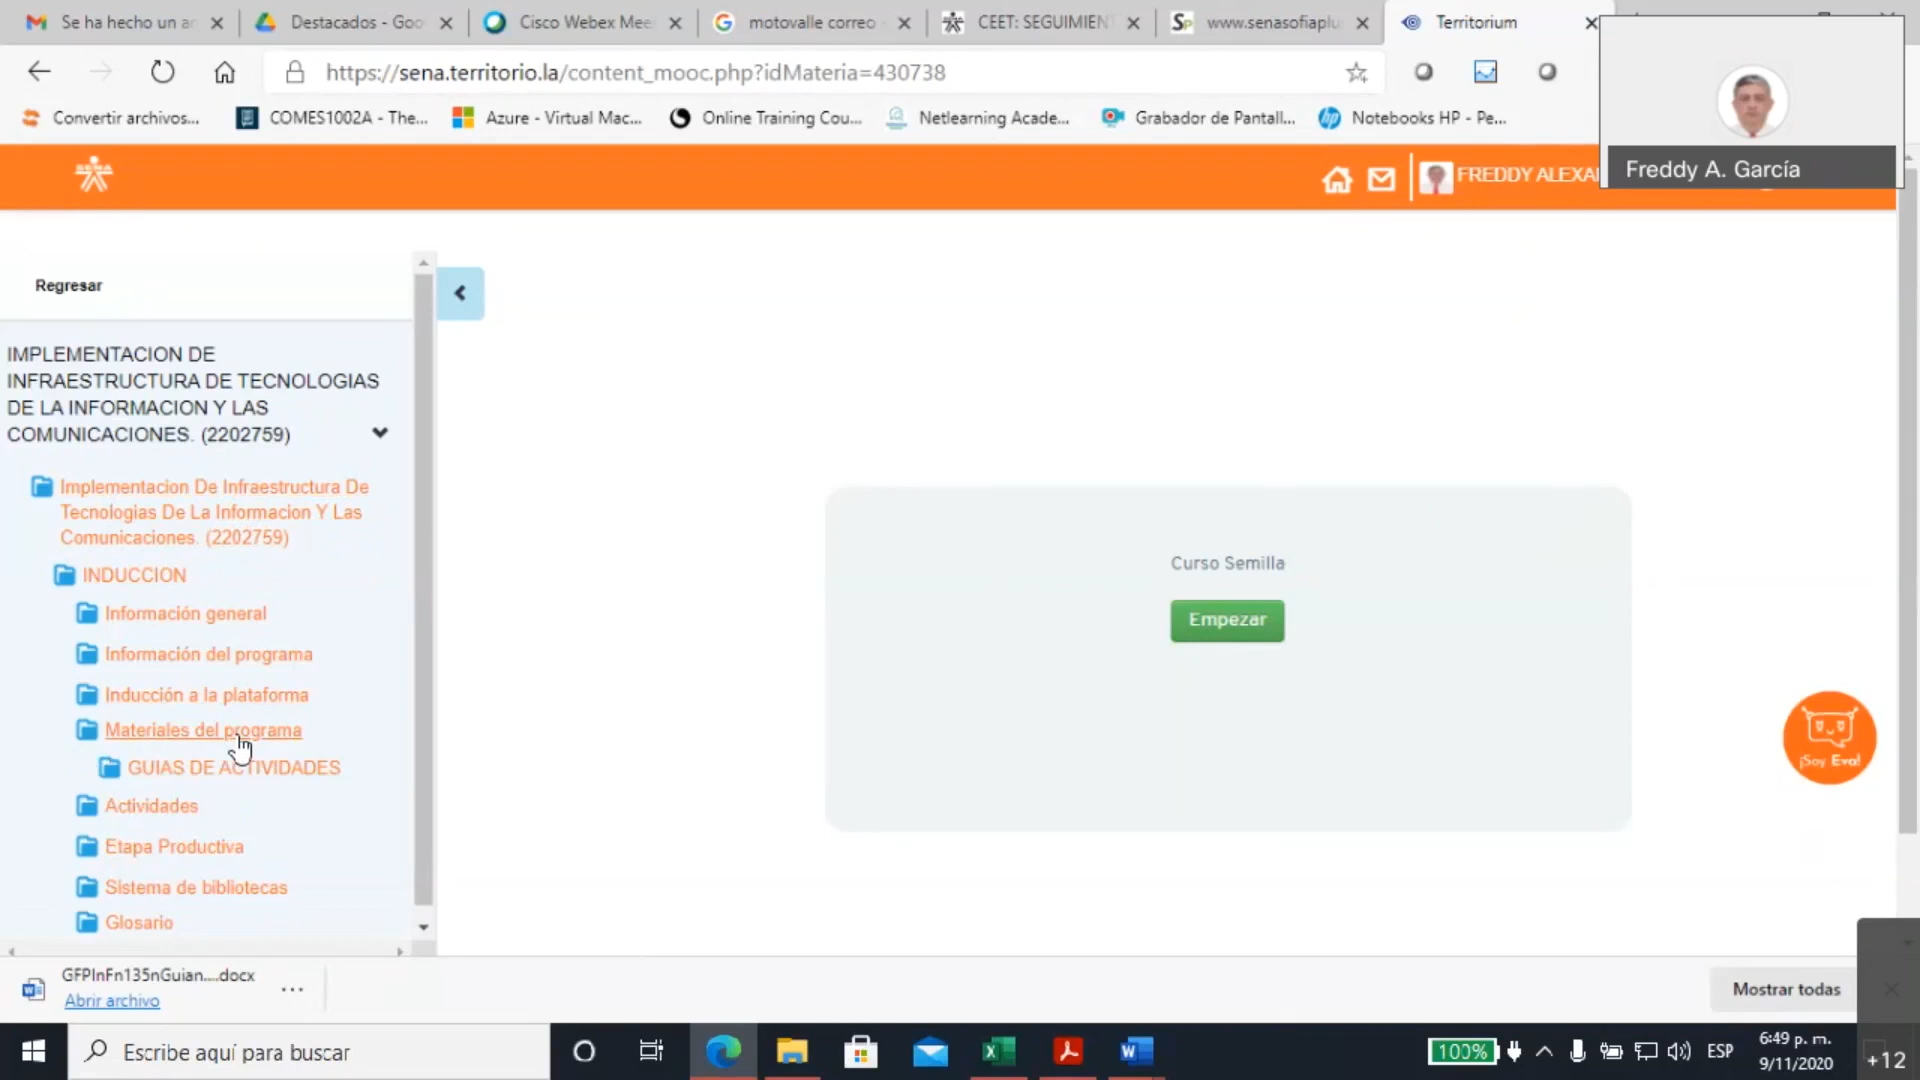 Se ha hecho un an
Destacados - Goo
Cisco Webex Mee
motovalle correo
CEET: SEGUIMIEN
www.senasofiaplu
Territorium
https://sena.territorio.la/content_mooc.php?idMateria=430738
Convertir archivos...
COMES1002A - The...
Azure - Virtual Mac...
Online Training Cou...
Netlearning Acade...
Grabador de Pantall...
Notebooks HP - Pe...
SENA
FREDDY ALEXA
Freddy A. García
Regresar
IMPLEMENTACION DE
INFRAESTRUCTURA DE TECNOLOGIAS
DE LA INFORMACION Y LAS
COMUNICACIONES. (2202759)
Implementacion De Infraestructura De
Tecnologias De La Informacion Y Las
Comunicaciones. (2202759)
INDUCCION
Información general
Información del programa
Inducción a la plataforma
Materiales del programa
GUIAS DE ACTIVIDADES
Actividades
Etapa Productiva
Sistema de bibliotecas
Glosario
Curso Semilla
Empezar
¡Soy Eva!
GFPInFn135nGuian....docx
Abrir archivo
Mostrar todas
Escribe aquí para buscar
100%
ESP
6:49 p. m.
9/11/2020
+12